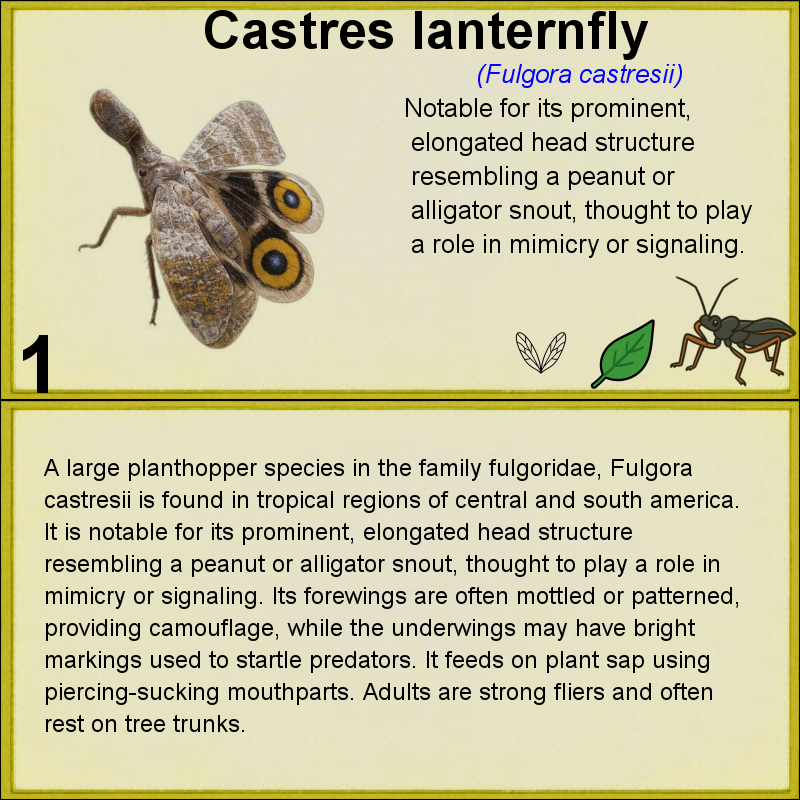 Castres lanternfly
(Fulgora castresii)
Notable for its prominent,
elongated head structure
resembling a peanut or
alligator snout, thought to play
a role in mimicry or signaling.
1
A large planthopper species in the family fulgoridae, Fulgora
castresii is found in tropical regions of central and south america.
It is notable for its prominent, elongated head structure
resembling a peanut or alligator snout, thought to play a role in
mimicry or signaling. Its forewings are often mottled or patterned,
providing camouflage, while the underwings may have bright
markings used to startle predators. It feeds on plant sap using
piercing-sucking mouthparts. Adults are strong fliers and often
rest on tree trunks.